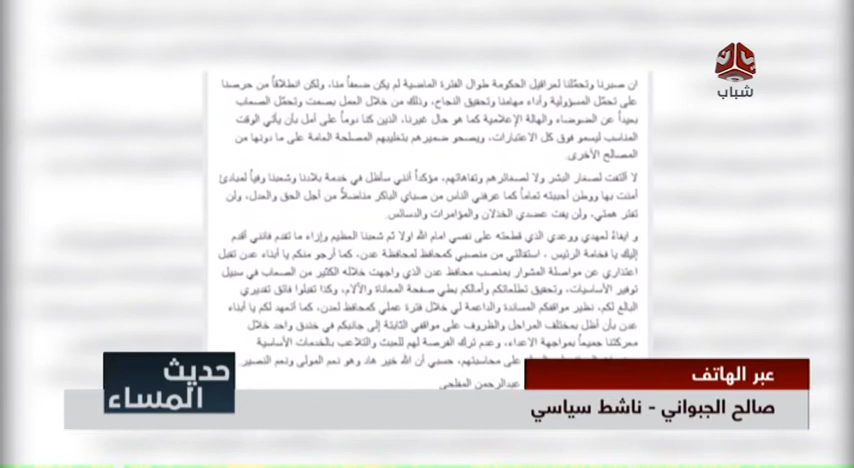 شباب
ان صبرنا وتحمّلنا لعراقيل الحكومة طوال الفترة الماضية لم يكن ضعفاً منا، ولكن انطلاقاً من حرصنا
على تحمّل المسؤولية وأداء مهامنا وتحقيق النجاح، وذلك من خلال العمل بصمت وتحمّل الصعاب
بعيداً عن الضوضاء والهالة الإعلامية كما هو حال غيرنا، الذين كنا دوماً على أمل بأن يأتي الوقت
المناسب ليسمو فوق كل الاعتبارات، ويصحو ضميرهم بتغليبهم المصلحة العامة على ما دونها من
المصالح الأخرى.
لا ألتفت لصغار البشر ولا لصغائرهم وتفاهاتهم، مؤكداً أنني سأظل في خدمة بلادنا وشعبنا وفياً لمبادئ
آمنت بها ووطن أحببته تماماً كما عرفني الناس من صباي الباكر مناضلاً من أجل الحق والعدل، ولن
تفتر همتي، ولن يفت عضدي الخذلان والمؤامرات والدسائس.
و ايفاءً لعهدي ووعدي الذي قطعته على نفسي امام الله اولا ثم شعبنا العظيم وإزاء ما تقدم فانني أقدم
إليك يا فخامة الرئيس ، استقالتي من منصبي كمحافظ لمحافظة عدن، كما أرجو منكم يا أبناء عدن تقبل
اعتذاري عن مواصلة المشوار بمنصب محافظ عدن الذي واجهت خلاله الكثير من الصعاب في سبيل
توفير الأساسيات، وتحقيق تطلعاتكم وآمالكم بطي صفحة المعاناة والآلام، وكذا تقبلوا فائق تقديري
البالغ لكم، نظير مواقفكم المساندة والداعمة لي خلال فترة عملي كمحافظ لعدن، كما أتعهد لكم يا أبناء
عدن بأن أظل بمختلف المراحل والظروف على مواقفي الثابتة إلى جانبكم في خندق واحد خلال
معركتنا جميعاً بمواجهة الاعداء، وعدم ترك الفرصة لهم للعبث والتلاعب بالخدمات الأساسية
على محاسبتهم، حسبي أن الله خير هاد وهو نعم المولى ونعم النصير
عبدالرحمن المفلحي
حديث
المساء
عبر الهاتف
صالح الجبواني - ناشط سياسي